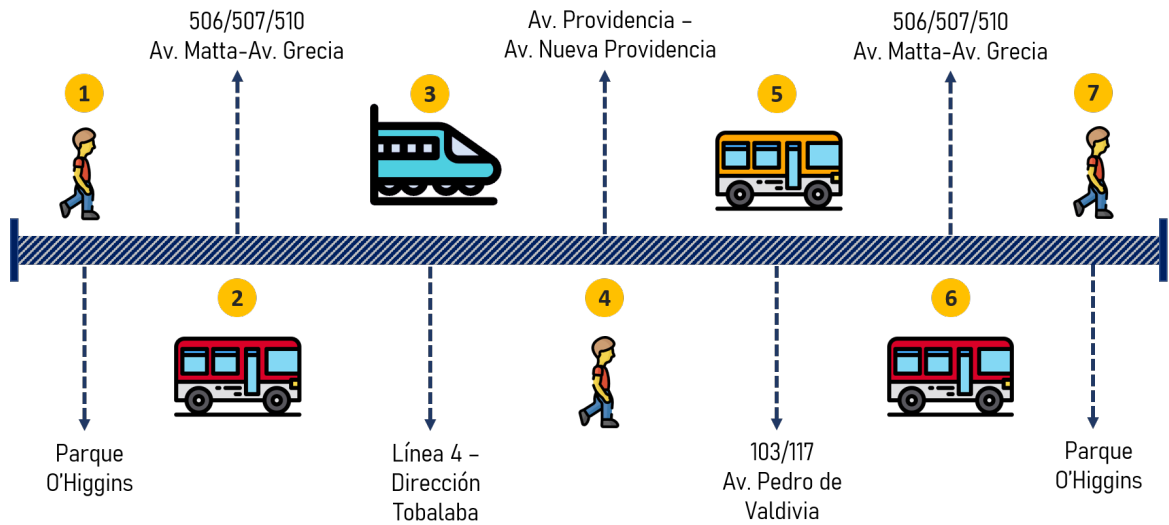 1
Parque
O'Higgins
506/507/510
Av. Matta-Av. Grecia
2
3
Línea 4 –
Dirección
Tobalaba
Av. Providencia –
Av. Nueva Providencia
4
5
103/117
Av. Pedro de
Valdivia
506/507/510
Av. Matta-Av. Grecia
6
7
Parque
O'Higgins